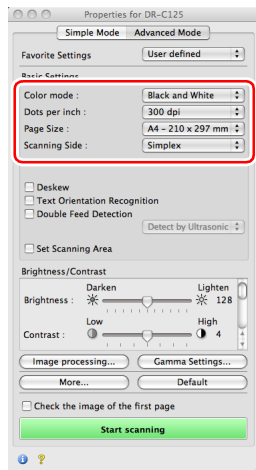 Properties for DR-C125
Simple Mode Advanced Mode
Favorite Settings User defined
Basic Settings
Color mode : Black and White
Dots per inch : 300 dpi
Page Size : A4 - 210 x 297 mm
Scanning Side : Simplex
Deskew
Text Orientation Recognition
Double Feed Detection
Detect by Ultrasonic
Set Scanning Area
Brightness/Contrast
Darken Lighten
Brightness : 128
Low High
Contrast : 4
Image processing... Gamma Settings...
More... Default
Check the image of the first page
Start scanning